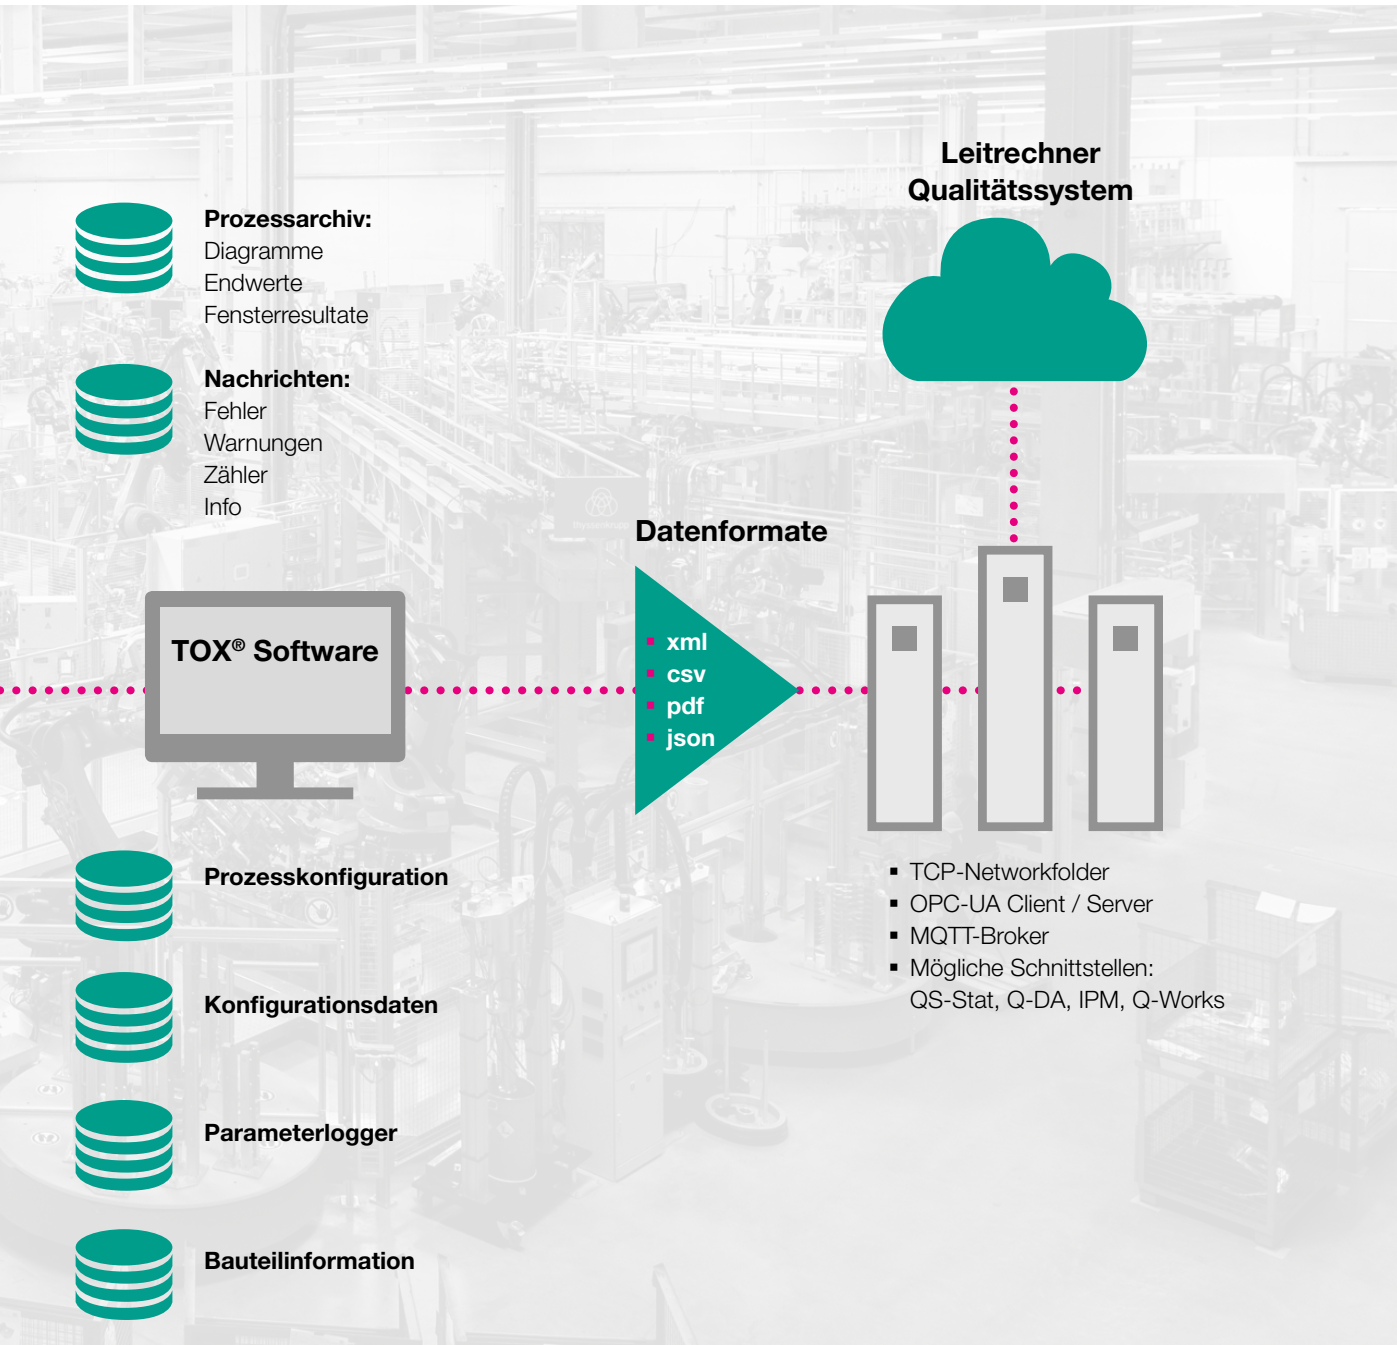 Leitrechner
Qualitätssystem
Prozessarchiv:
Diagramme
Endwerte
Fensterresultate
Nachrichten:
Fehler
Warnungen
Zähler
Info
thyssenkrupp
Datenformate
TOX® Software
▪ xml
▪ csv
▪ pdf
▪ json
Prozesskonfiguration
Konfigurationsdaten
Parameterlogger
Bauteilinformation
▪ TCP-Networkfolder
▪ OPC-UA Client / Server
▪ MQTT-Broker
▪ Mögliche Schnittstellen:
QS-Stat, Q-DA, IPM, Q-Works